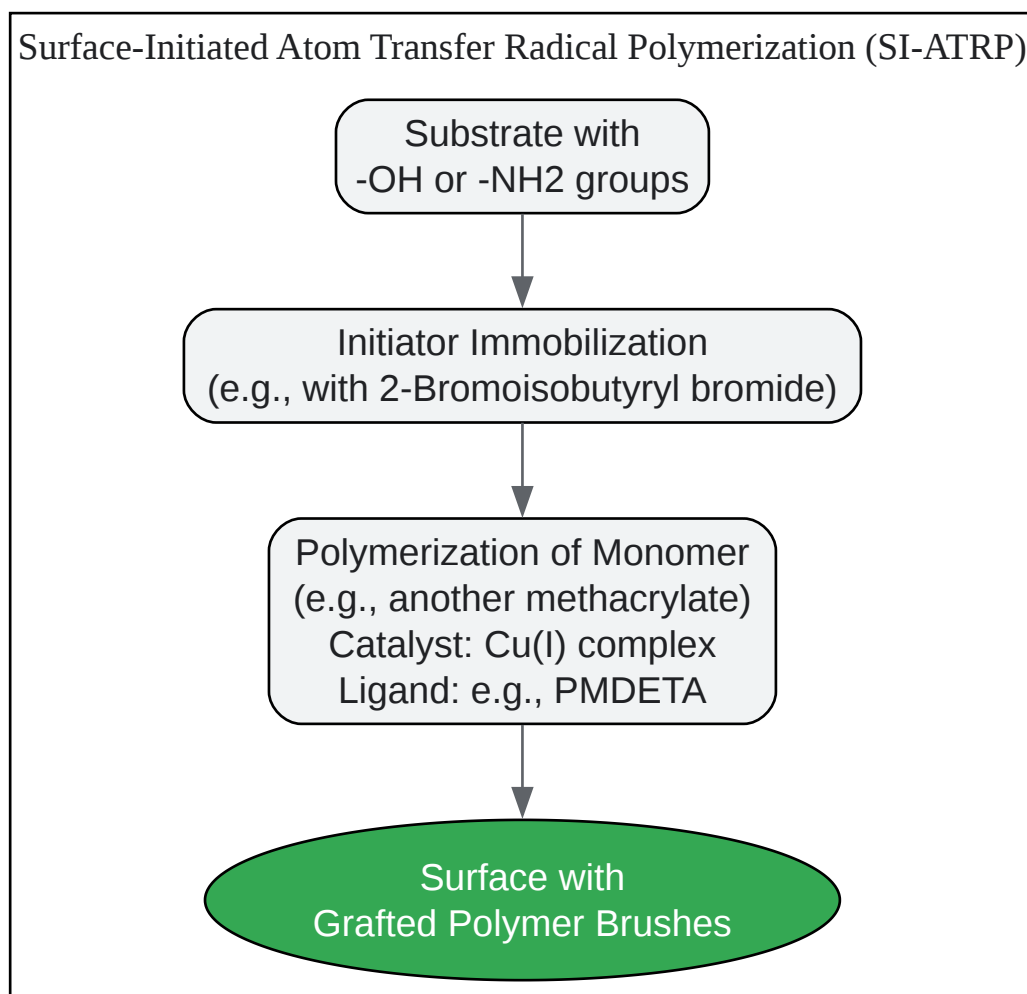 Surface-Initiated Atom Transfer Radical Polymerization (SI-ATRP)
Substrate with
-OH or -NH2 groups
Initiator Immobilization
(e.g., with 2-Bromoisobutyryl bromide)
Polymerization of Monomer
(e.g., another methacrylate)
Catalyst: Cu(I) complex
Ligand: e.g., PMDETA
Surface with
Grafted Polymer Brushes